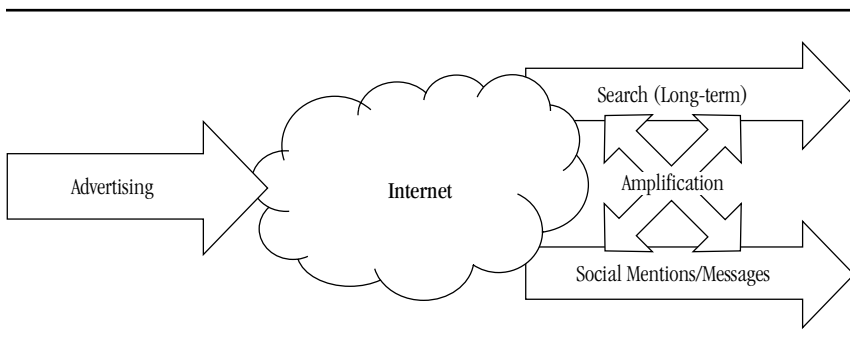 Search (Long-term)
Advertising
Internet
Amplification
Social Mentions/Messages